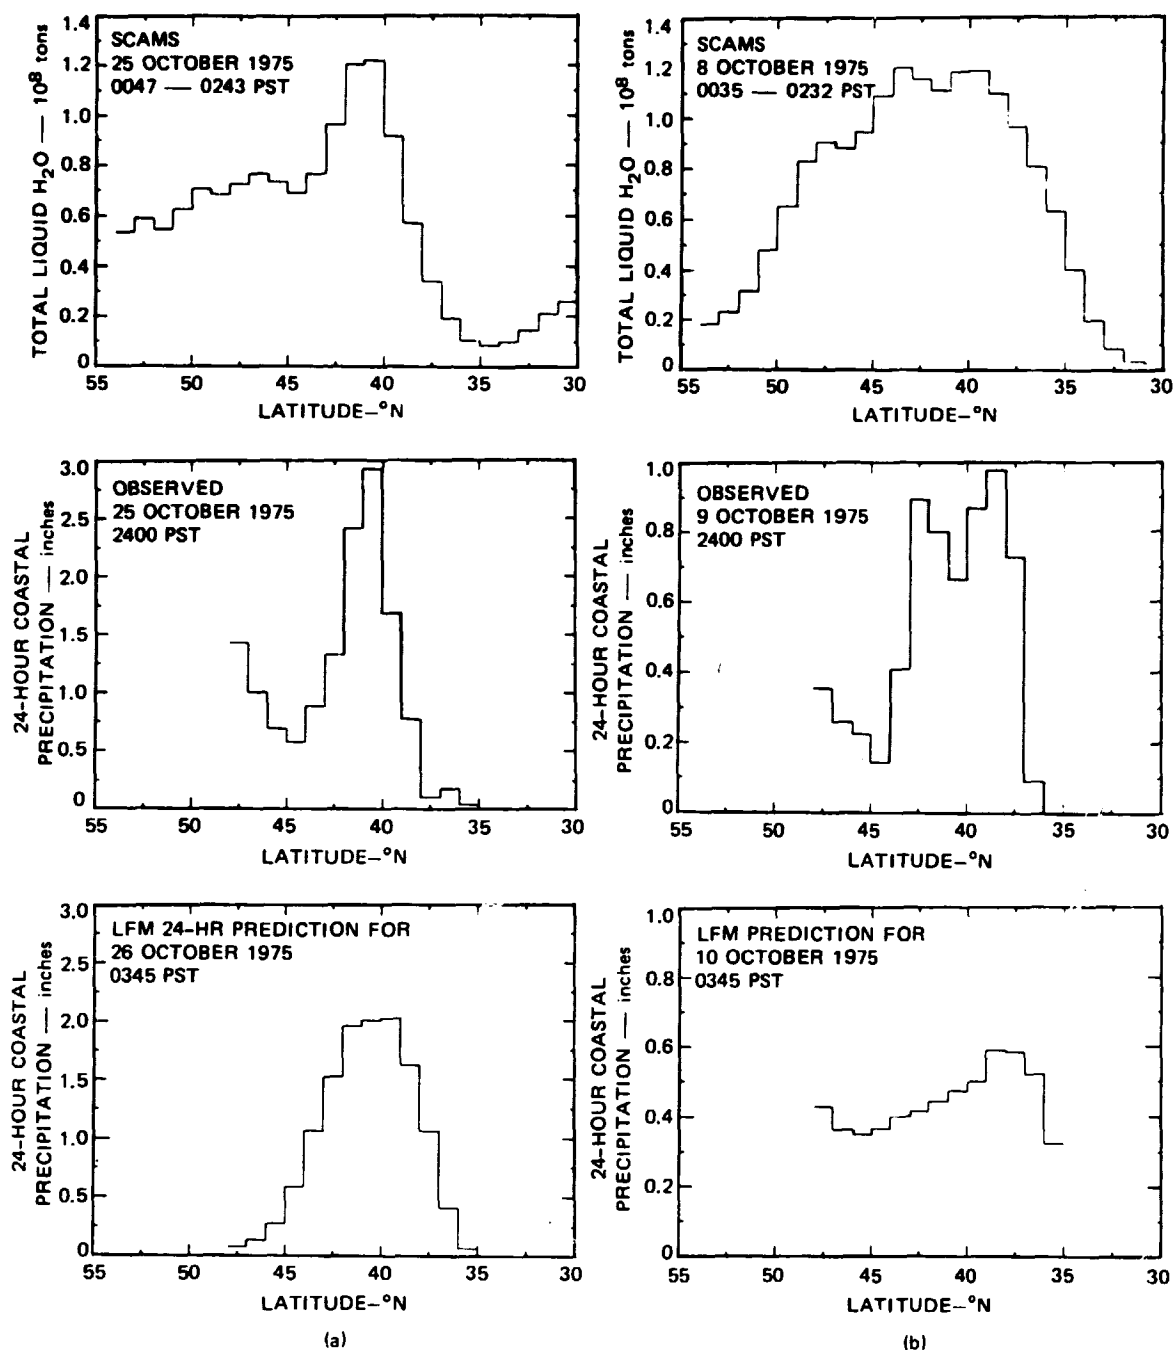 SCAMS
25 OCTOBER 1975
0047 — 0243 PST
TOTAL LIQUID H2O — 10^8 tons
1.4
1.2
1.0
0.8
0.6
0.4
0.2
0
55 50 45 40 35 30
LATITUDE–°N
SCAMS
8 OCTOBER 1975
0035 — 0232 PST
TOTAL LIQUID H2O — 10^8 tons
1.4
1.2
1.0
0.8
0.6
0.4
0.2
0
55 50 45 40 35 30
LATITUDE–°N
OBSERVED
25 OCTOBER 1975
2400 PST
24-HOUR COASTAL
PRECIPITATION — inches
3.0
2.5
2.0
1.5
1.0
0.5
0
55 50 45 40 35 30
LATITUDE–°N
OBSERVED
9 OCTOBER 1975
2400 PST
24-HOUR COASTAL
PRECIPITATION — inches
1.0
0.8
0.6
0.4
0.2
0
55 50 45 40 35 30
LATITUDE–°N
LFM 24-HR PREDICTION FOR
26 OCTOBER 1975
0345 PST
24-HOUR COASTAL
PRECIPITATION — inches
3.0
2.5
2.0
1.5
1.0
0.5
0
55 50 45 40 35 30
LATITUDE–°N
(a)
LFM PREDICTION FOR
10 OCTOBER 1975
0345 PST
24-HOUR COASTAL
PRECIPITATION — inches
1.0
0.8
0.6
0.4
0.2
0
55 50 45 40 35 30
LATITUDE–°N
(b)